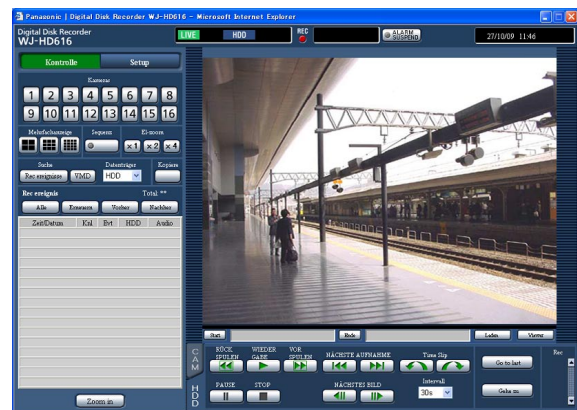 Panasonic | Digital Disk Recorder WJ-HD616 - Microsoft Internet Explorer
Digital Disk Recorder
WJ-HD616
LIVE HDD REC ALARM SUSPEND 27/10/09 11:46
Kontrolle Setup
Kameras
1 2 3 4 5 6 7 8
9 10 11 12 13 14 15 16
Mehrfachanzeige Sequenz El-zoom
x1 x2 x4
Suche Datenträger Kopiere
Rec ereignisse VMD HDD
Rec ereignis Total: **
Alle Erneuern Vorher Nachher
Zeit/Datum Knl Evt HDD Audio
Zoom in
Start Ende Laden Viewer
CAM
HDD
RÜCK SPÜLEN WIEDER GABE VOR SPULEN NÄCHSTE AUFNAHME Time Slip
Go to last
Rec
PAUSE STOP NÄCHSTES BILD Intervall
30s
Gehe zu